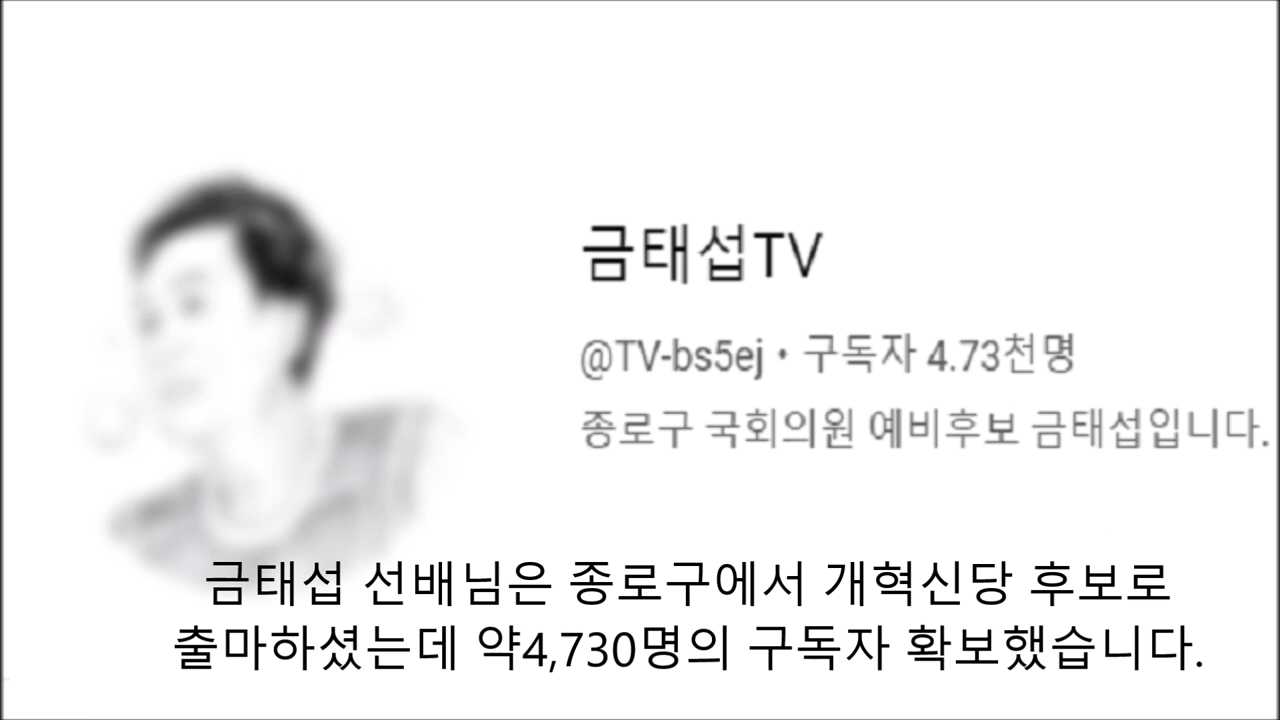 금태섭TV
@TV-bs5ej • 구독자 4.73천명
종로구 국회의원 예비후보 금태섭입니다.
금태섭 선배님은 종로구에서 개혁신당 후보로
출마하셨는데 약4,730명의 구독자 확보했습니다.